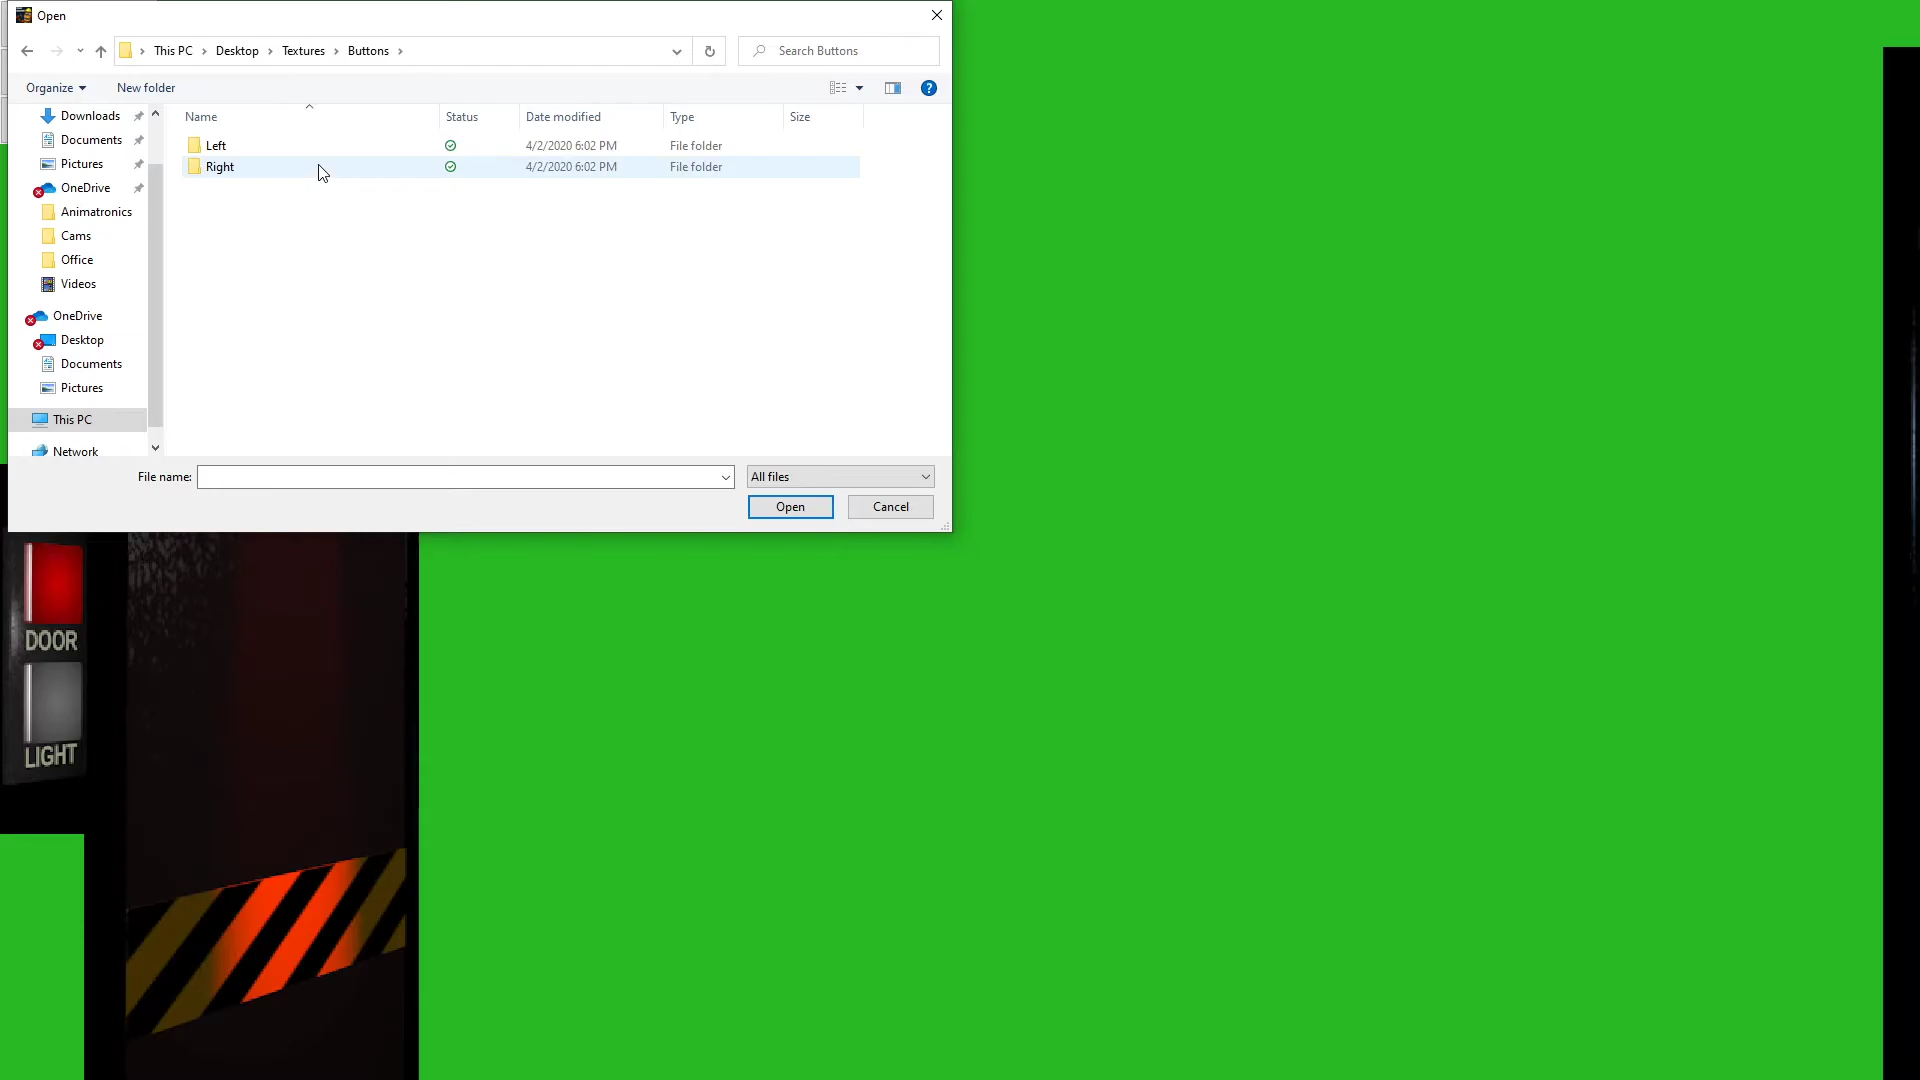 Open
This PC > Desktop > Textures > Buttons >
Search Buttons
Organize
New folder
Name
Status
Date modified
Type
Size
Left
4/2/2020 6:02 PM
File folder
Right
4/2/2020 6:02 PM
File folder
Downloads
Documents
Pictures
OneDrive
Animatronics
Cams
Office
Videos
OneDrive
Desktop
Documents
Pictures
This PC
Network
File name:
All files
Open
Cancel
DOOR
LIGHT